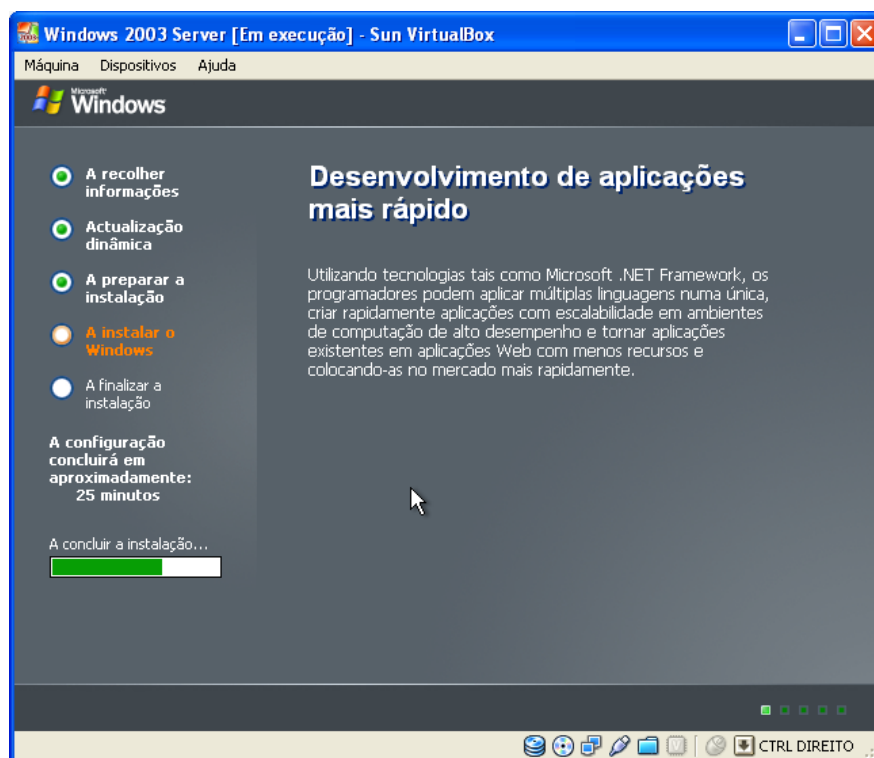 Windows 2003 Server [Em execução] - Sun VirtualBox
Máquina Dispositivos Ajuda
Microsoft
Windows
A recolher
informações
Actualização
dinâmica
A preparar a
instalação
A instalar o
Windows
A finalizar a
instalação
A configuração
concluirá em
aproximadamente:
25 minutos
A concluir a instalação...
Desenvolvimento de aplicações
mais rápido
Utilizando tecnologias tais como Microsoft .NET Framework, os
programadores podem aplicar múltiplas linguagens numa única,
criar rapidamente aplicações com escalabilidade em ambientes
de computação de alto desempenho e tornar aplicações
existentes em aplicações Web com menos recursos e
colocando-as no mercado mais rapidamente.
CTRL DIREITO